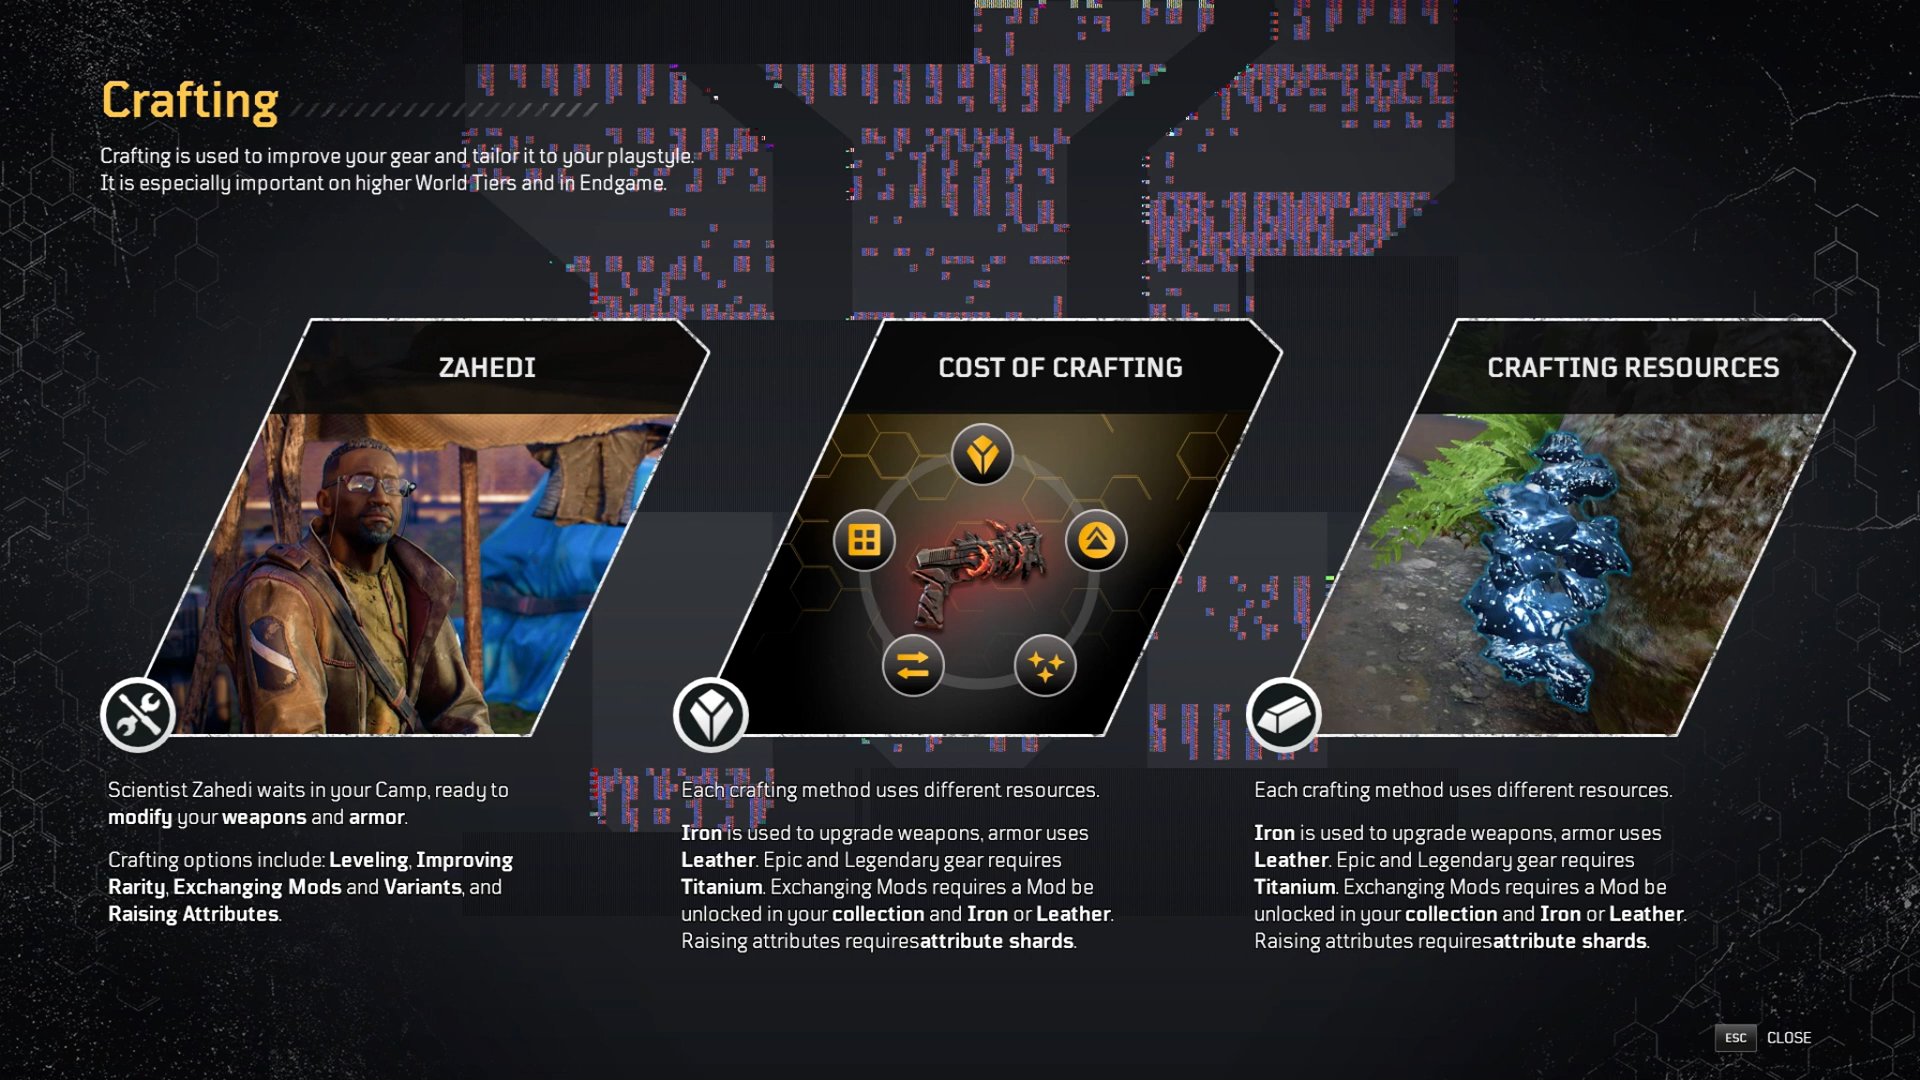 Crafting
Crafting is used to improve your gear and tailor it to your playstyle.
It is especially important on higher World Tiers and in Endgame.
ZAHEDI
Scientist Zahedi waits in your Camp, ready to
modify your weapons and armor.
Crafting options include: Leveling, Improving
Rarity, Exchanging Mods and Variants, and
Raising Attributes.
COST OF CRAFTING
Each crafting method uses different resources.
Iron is used to upgrade weapons, armor uses
Leather. Epic and Legendary gear requires
Titanium. Exchanging Mods requires a Mod be
unlocked in your collection and Iron or Leather.
Raising attributes requiresattribute shards.
CRAFTING RESOURCES
Each crafting method uses different resources.
Iron is used to upgrade weapons, armor uses
Leather. Epic and Legendary gear requires
Titanium. Exchanging Mods requires a Mod be
unlocked in your collection and Iron or Leather.
Raising attributes requiresattribute shards.
ESC CLOSE